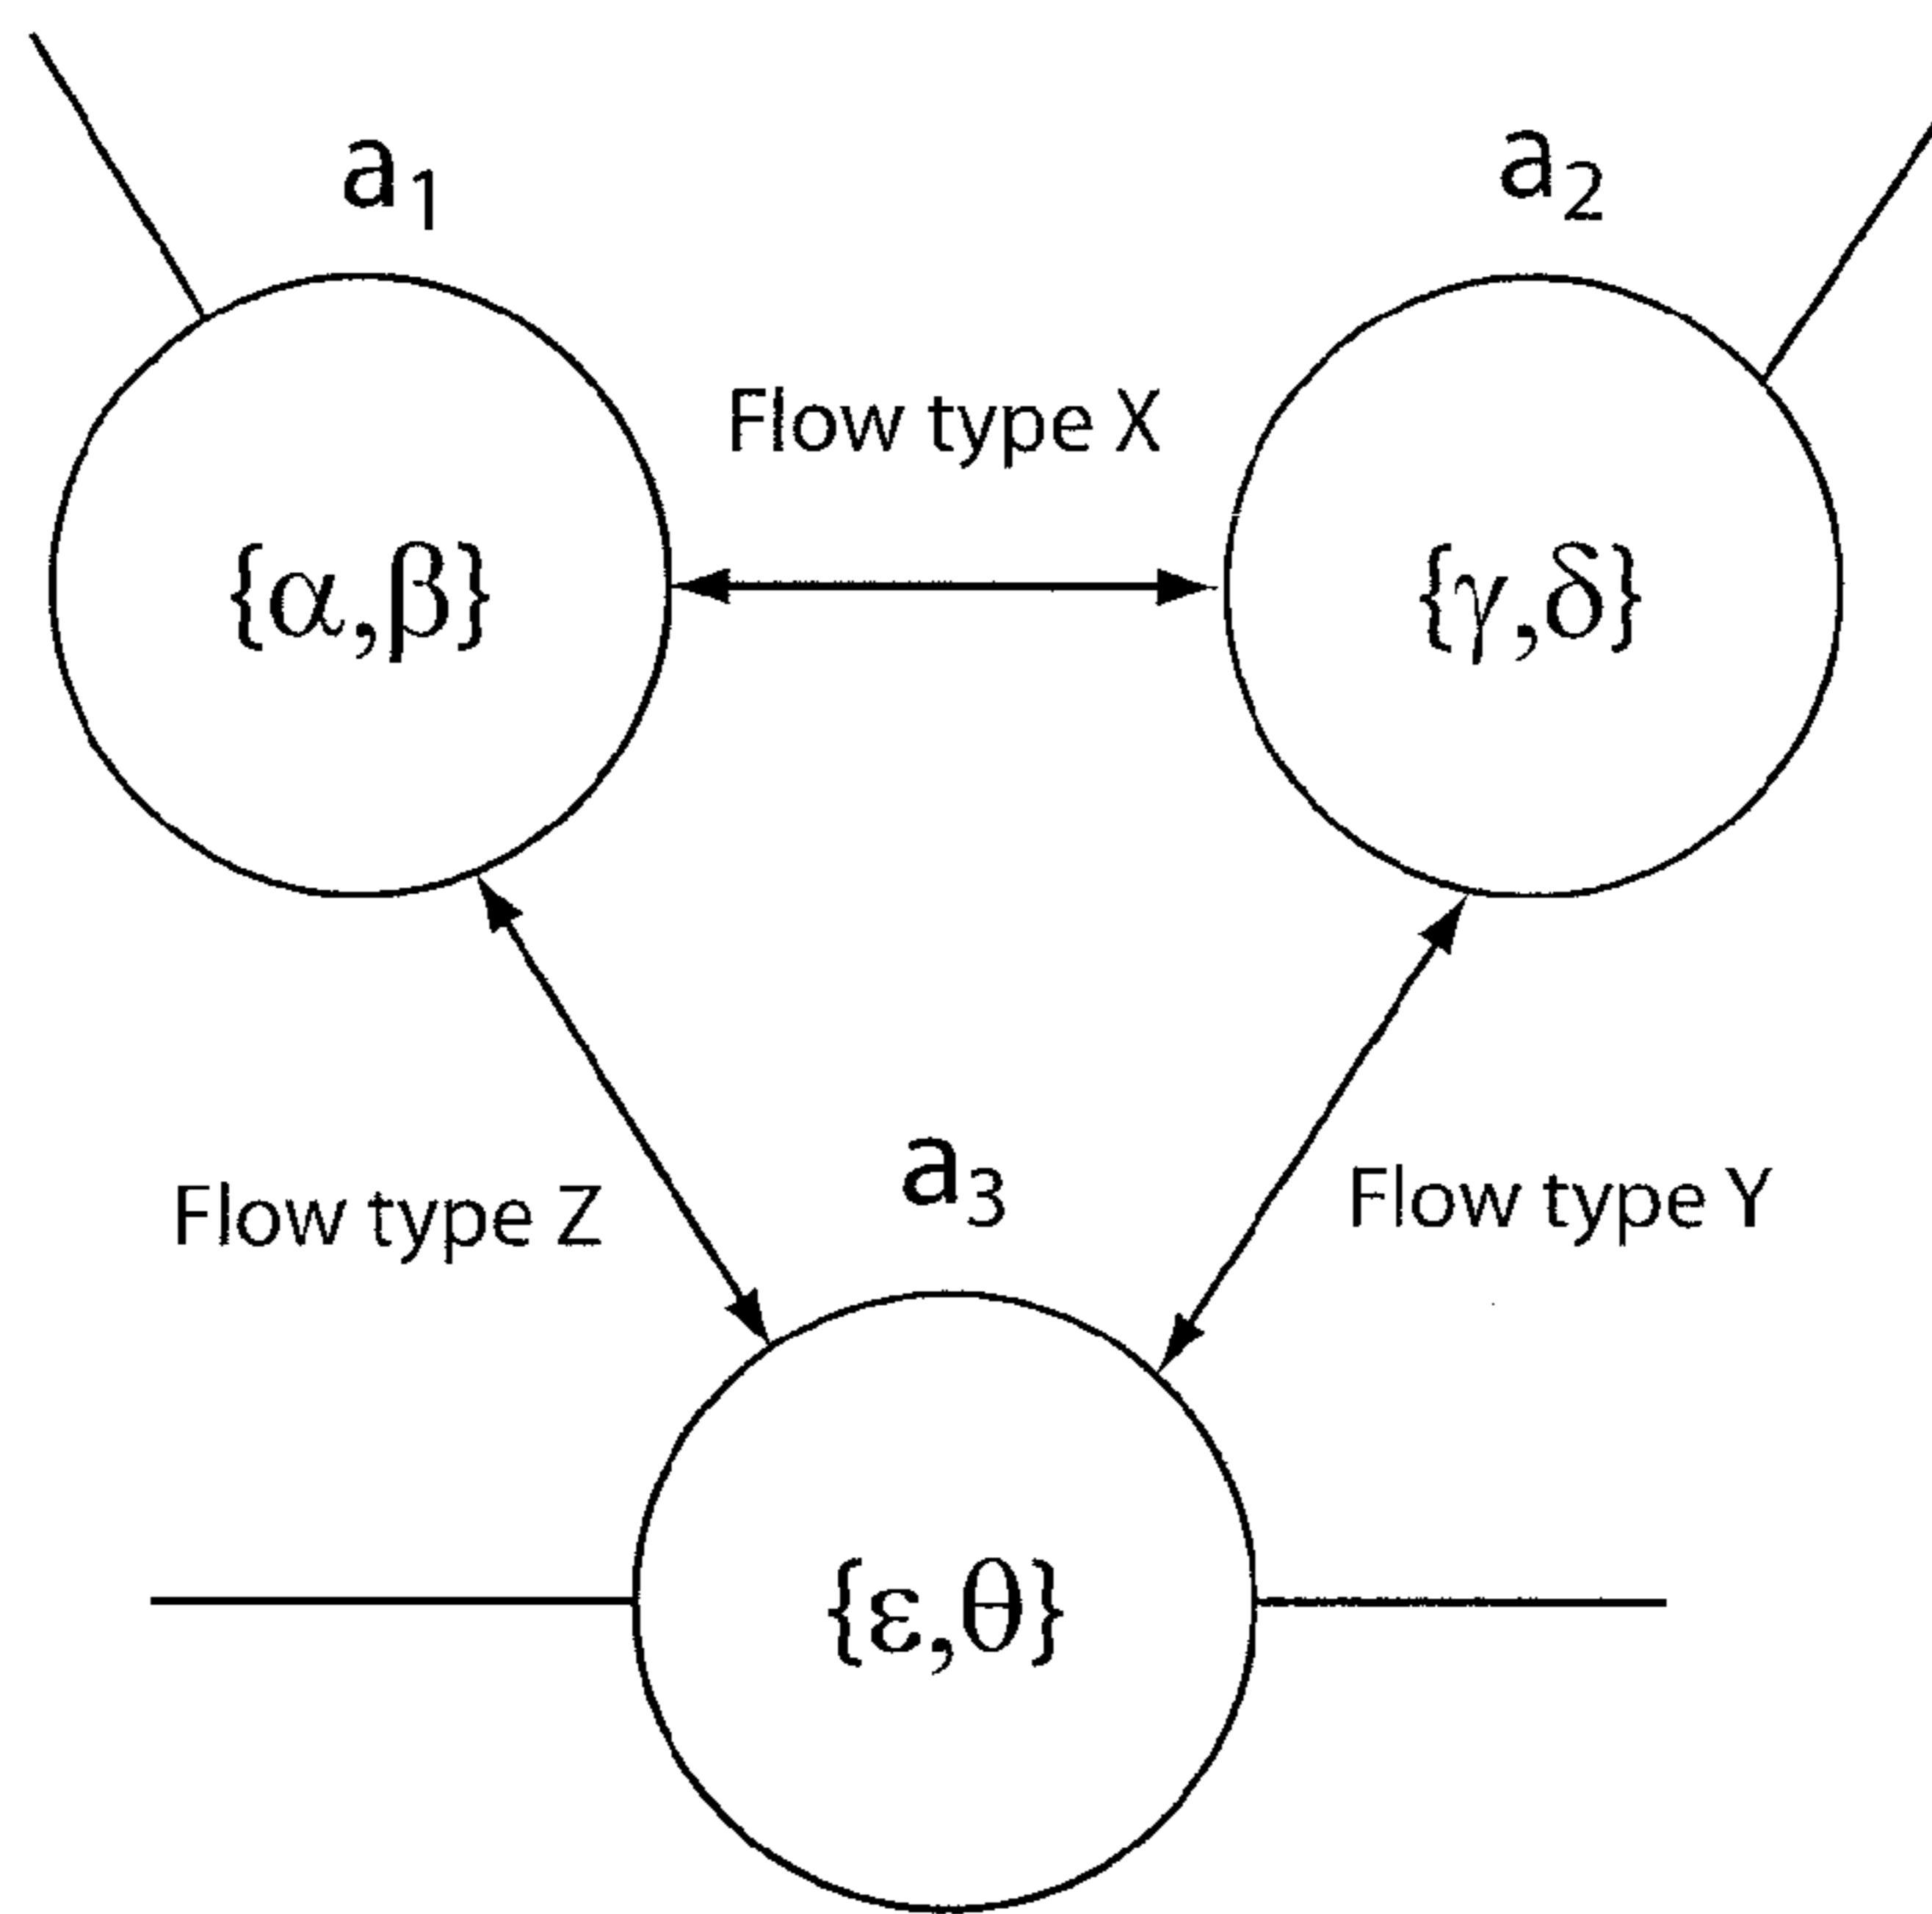 a₁
a₂
Flow type X
{α,β}
{γ,δ}
a₃
Flow type Z
Flow type Y
{ε,θ}